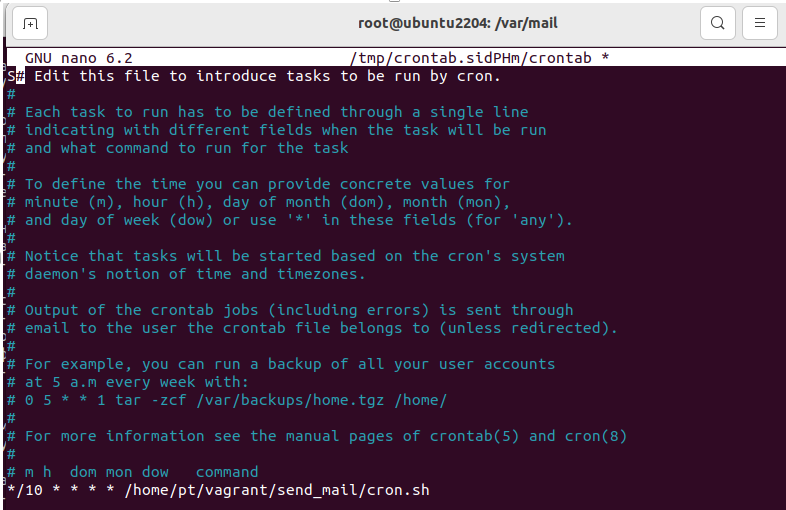 root@ubuntu2204: /var/mail
GNU nano 6.2 /tmp/crontab.sidPHm/crontab *
S# Edit this file to introduce tasks to be run by cron.
#
# Each task to run has to be defined through a single line
# indicating with different fields when the task will be run
# and what command to run for the task
#
# To define the time you can provide concrete values for
# minute (m), hour (h), day of month (dom), month (mon),
# and day of week (dow) or use '*' in these fields (for 'any').
#
# Notice that tasks will be started based on the cron's system
# daemon's notion of time and timezones.
#
# Output of the crontab jobs (including errors) is sent through
# email to the user the crontab file belongs to (unless redirected).
#
# For example, you can run a backup of all your user accounts
# at 5 a.m every week with:
# 0 5 * * 1 tar -zcf /var/backups/home.tgz /home/
#
# For more information see the manual pages of crontab(5) and cron(8)
#
# m h  dom mon dow   command
*/10 * * * * /home/pt/vagrant/send_mail/cron.sh